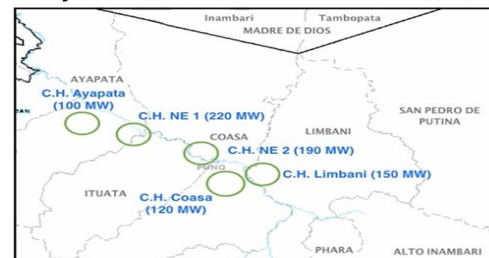 Inambari
Tambopata
MADRE DE DIOS
AYAPATA
C.H. Ayapata
(100 MW)
C.H. NE 1 (220 MW)
SAN PEDRO DE
PUTINA
COASA
LIMBANI
C.H. NE 2 (190 MW)
PUNO
C.H. Limbani (150 MW)
ITUATA
C.H. Coasa
(120 MW)
PHARA
ALTO INAMBARI